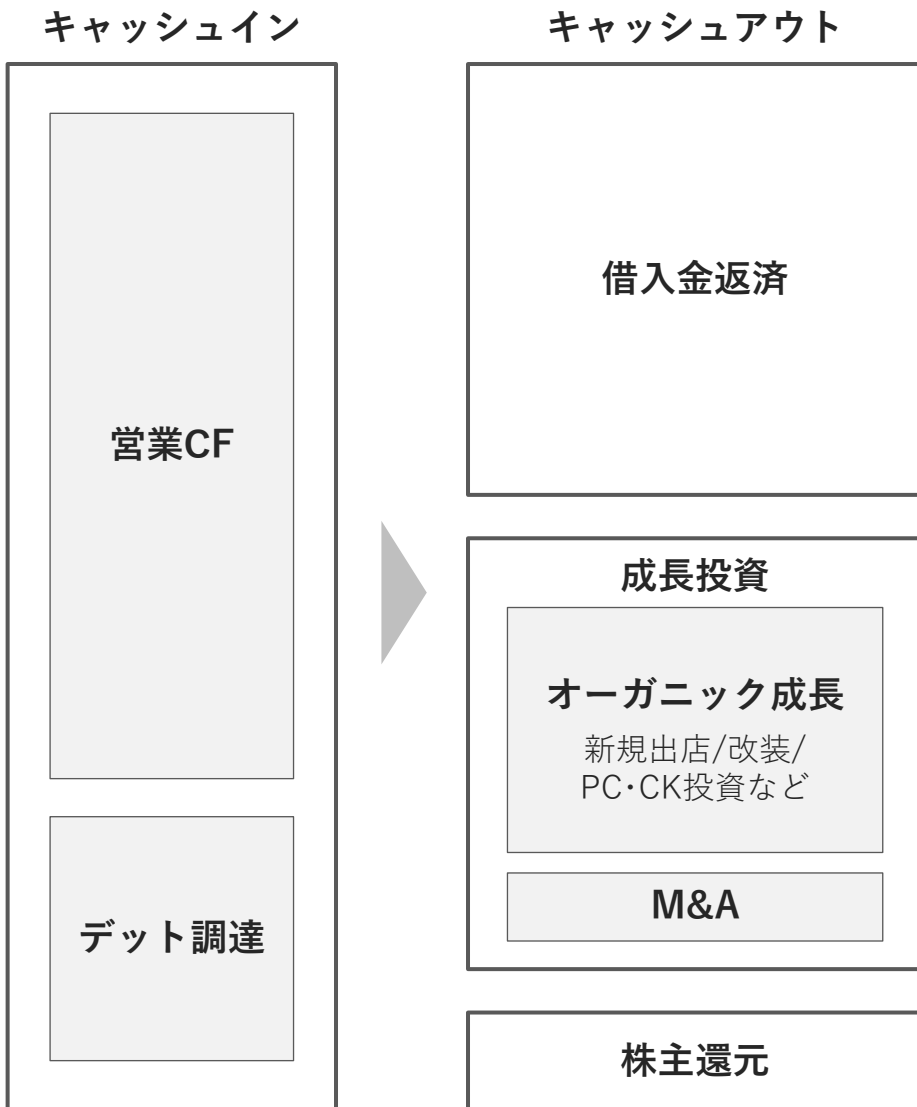 キャッシュイン
キャッシュアウト
営業CF
デット調達
借入金返済
成長投資
オーガニック成長
新規出店/改装/
PC･CK投資など
M&A
株主還元